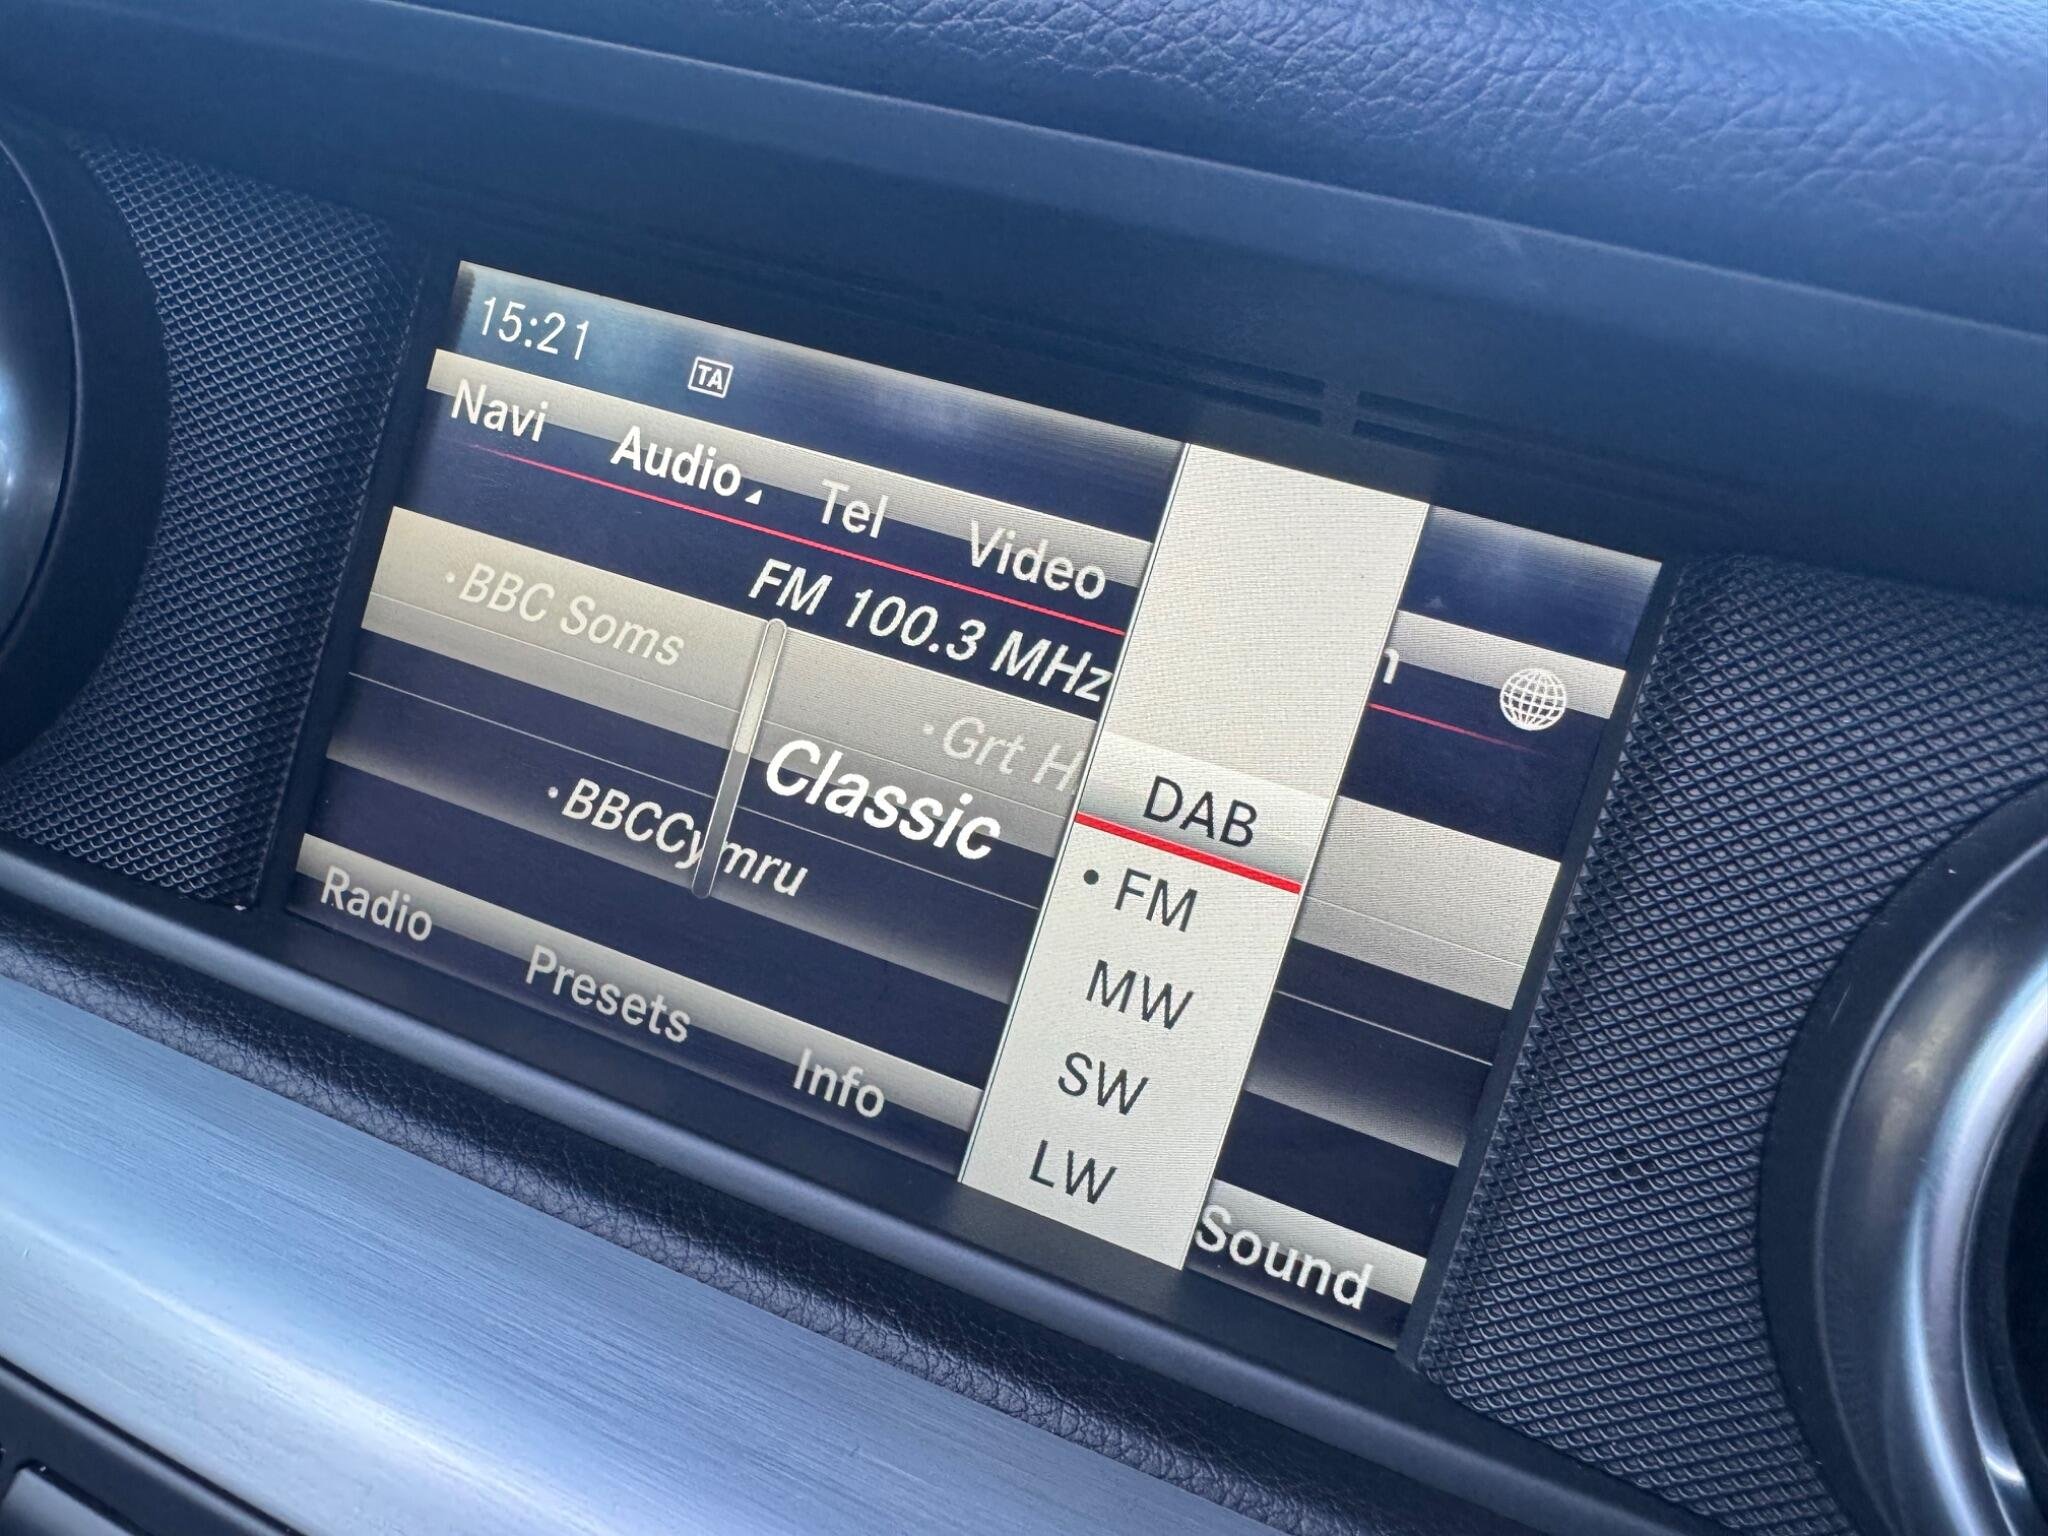 15:21
TA
Navi Audio Tel Video
FM 100.3 MHz
·BBC Soms
·Grt H
Classic
·BBCCymru
Radio Presets Info Sound
DAB
• FM
MW
SW
LW